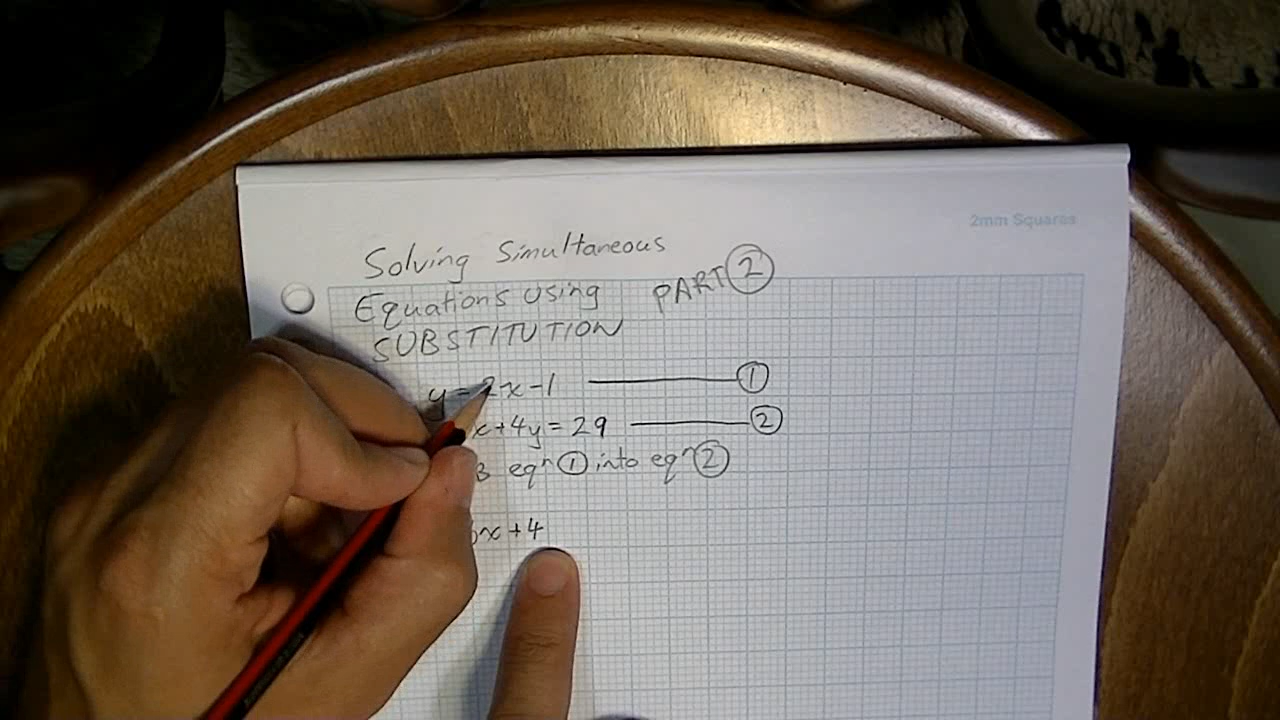 2mm Squares
Solving Simultaneous
Equations using PART 2
SUBSTITUTION
y = 2x - 1 ① 
x + 4y = 29 ②
eqⁿ ① into eqⁿ ②
x + 4